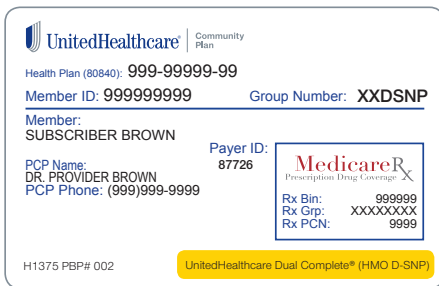 UnitedHealthcare® | Community Plan
Health Plan (80840): 999-99999-99
Member ID: 999999999 Group Number: XXDSNP
Member:
SUBSCRIBER BROWN
Payer ID:
87726
PCP Name:
DR. PROVIDER BROWN
PCP Phone: (999)999-9999
MedicareRx
Prescription Drug Coverage
Rx Bin: 999999
Rx Grp: XXXXXXXX
Rx PCN: 9999
H1375 PBP# 002
UnitedHealthcare Dual Complete® (HMO D-SNP)